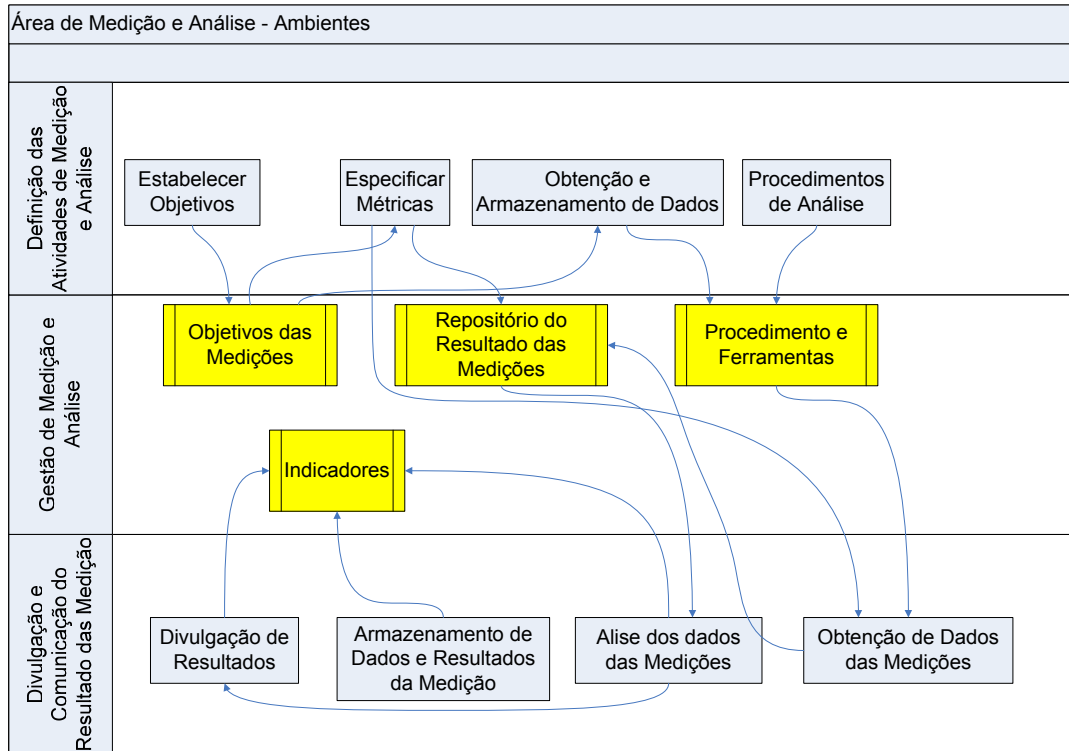 Área de Medição e Análise - Ambientes
Definição das
Atividades de Medição
e Análise
Estabelecer
Objetivos
Especificar
Métricas
Obtenção e
Armazenamento de Dados
Procedimentos
de Análise
Gestão de Medição e
Análise
Objetivos das
Medições
Repositório do
Resultado das
Medições
Procedimento e
Ferramentas
Indicadores
Divulgação e
Comunicação do
Resultado das Medição
Divulgação de
Resultados
Armazenamento de
Dados e Resultados
da Medição
Alise dos dados
das Medições
Obtenção de Dados
das Medições